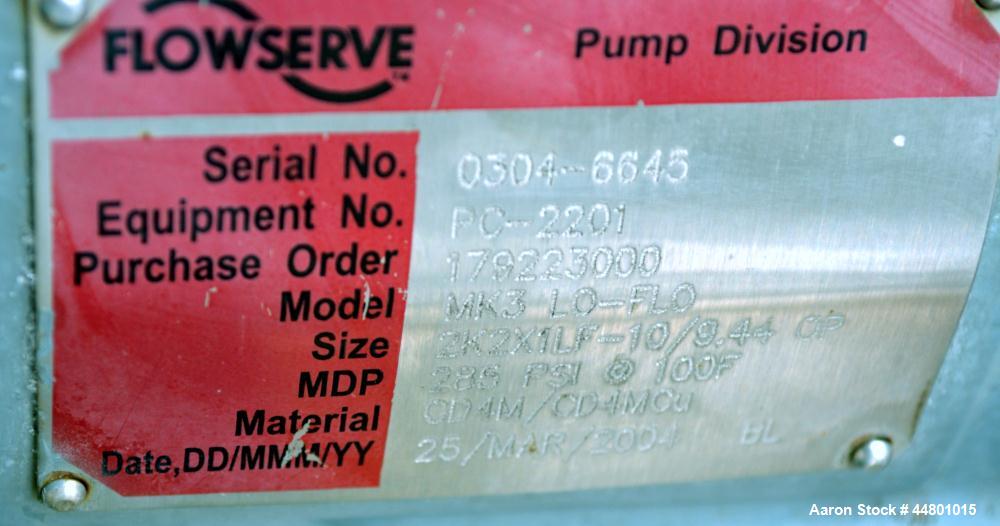 FLOWSERVE™ Pump Division
Serial No. 0304-6645
Equipment No. PC-2201
Purchase Order 179223000
Model MK3 LO-FLO
Size 2K2X1LF-10/9.44 OP
MDP 285 PSI @ 100F
Material CD4M/CD4MCu
Date,DD/MMM/YY 25/MAR/2004 BL
Aaron Stock # 44801015